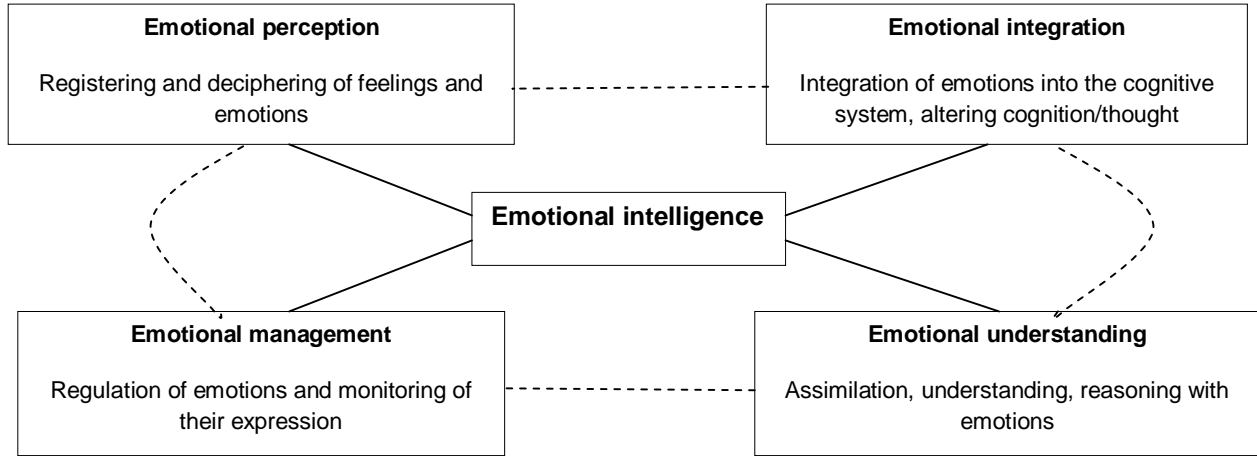 Emotional perception
Registering and deciphering of feelings and
emotions
Emotional integration
Integration of emotions into the cognitive
system, altering cognition/thought
Emotional intelligence
Emotional management
Regulation of emotions and monitoring of
their expression
Emotional understanding
Assimilation, understanding, reasoning with
emotions